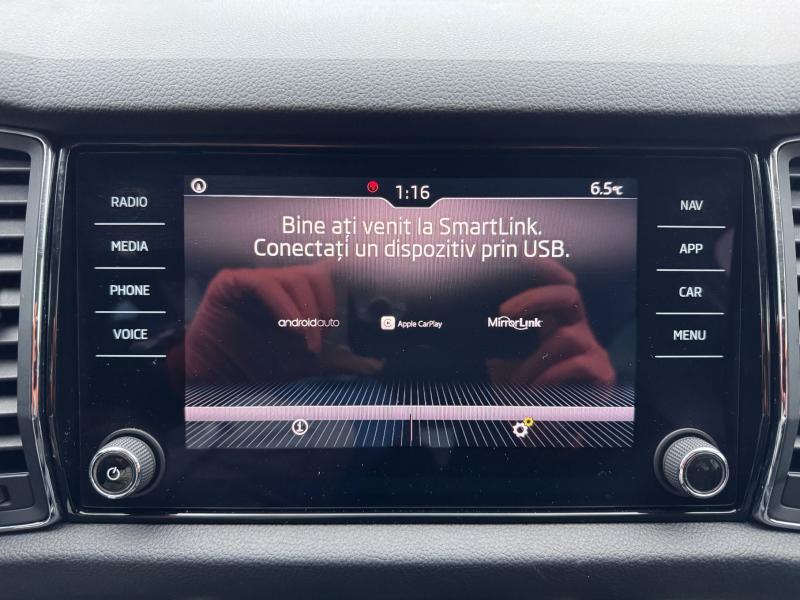 1:16
6.5°C
RADIO
MEDIA
PHONE
VOICE
Bine ați venit la SmartLink.
Conectați un dispozitiv prin USB.
androidauto
Apple CarPlay
MirrorLink
NAV
APP
CAR
MENU